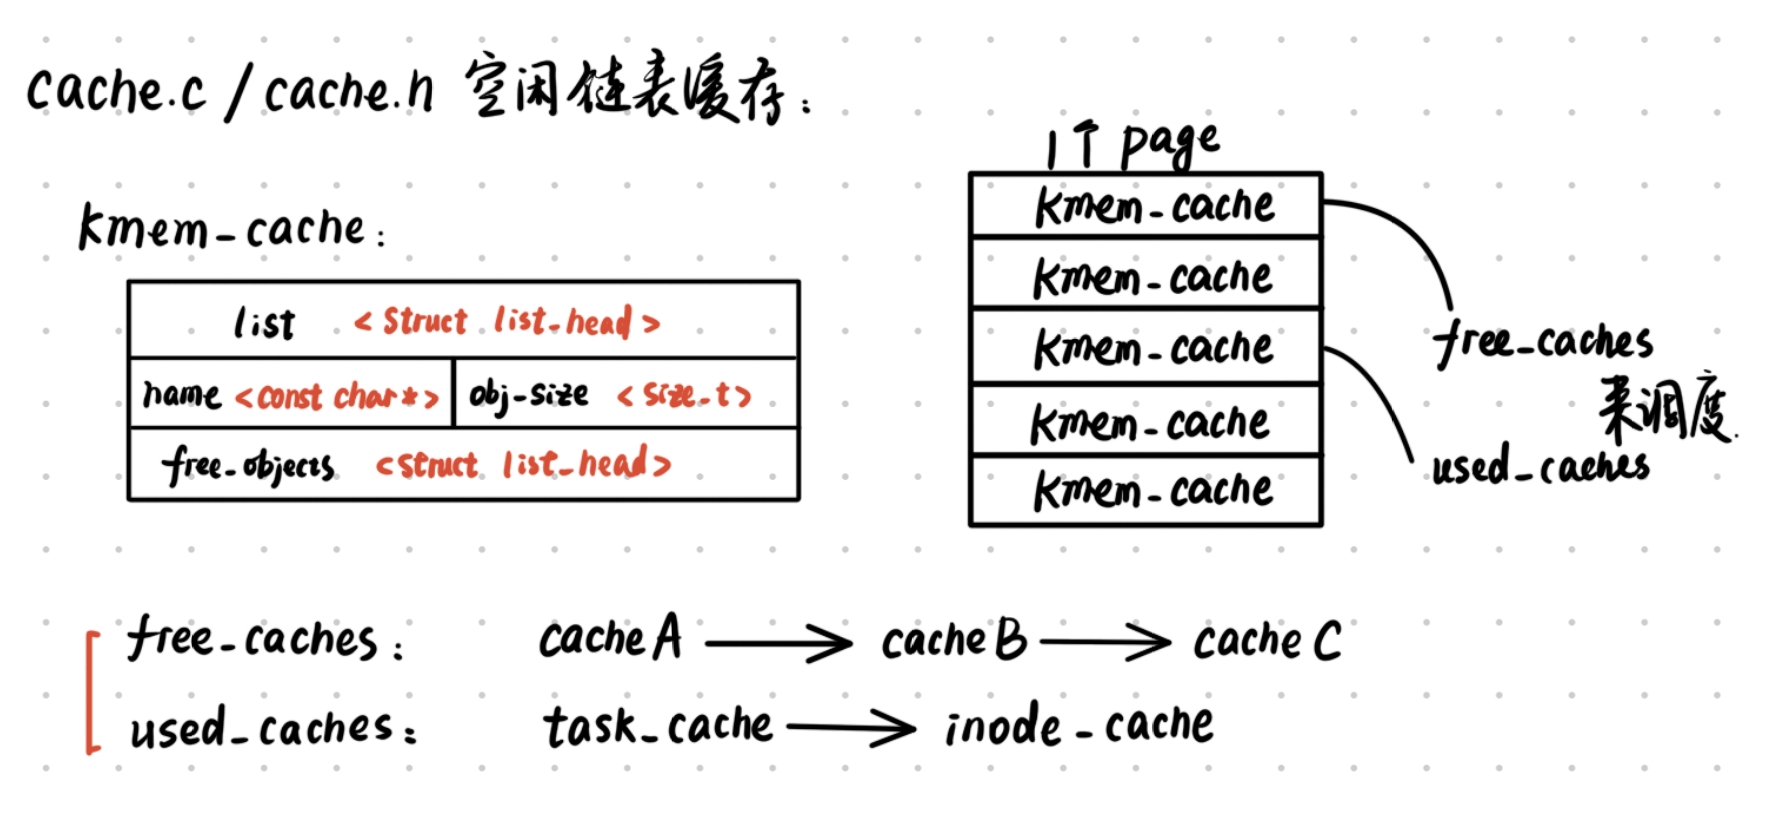 cache.c / cache.h 空闲链表缓存：
kmem_cache：
list <struct list_head>
name <const char*> obj-size <size_t>
free_objects <struct list_head>
1个 page
kmem_cache
kmem_cache
kmem_cache
kmem_cache
kmem_cache
free_caches
来调度.
used_caches
free_caches： cache A → cache B → cache C
used_caches： task_cache → inode_cache